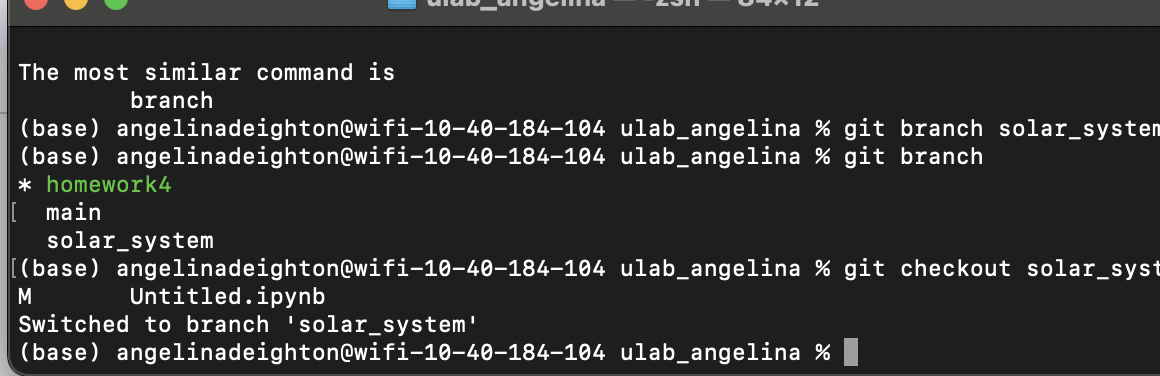 ulab_angelina — -zsh — 84×12
The most similar command is
branch
(base) angelinadeighton@wifi-10-40-184-104 ulab_angelina % git branch solar_system
(base) angelinadeighton@wifi-10-40-184-104 ulab_angelina % git branch
* homework4
[ main
solar_system
[(base) angelinadeighton@wifi-10-40-184-104 ulab_angelina % git checkout solar_syst
M Untitled.ipynb
Switched to branch 'solar_system'
(base) angelinadeighton@wifi-10-40-184-104 ulab_angelina %